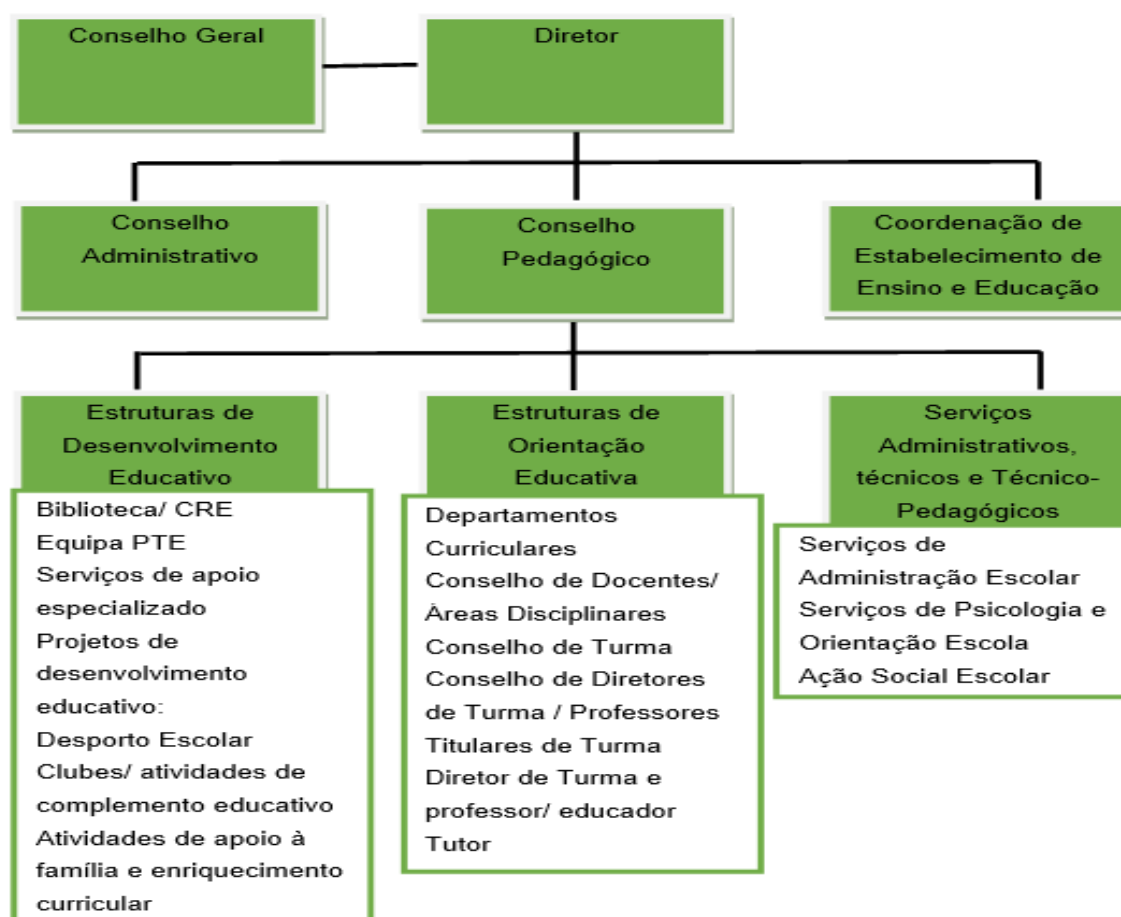 Conselho Geral
Diretor
Conselho
Administrativo
Conselho
Pedagógico
Coordenação de
Estabelecimento de
Ensino e Educação
Estruturas de
Desenvolvimento
Educativo
Biblioteca/ CRE
Equipa PTE
Serviços de apoio
especializado
Projetos de
desenvolvimento
educativo:
Desporto Escolar
Clubes/ atividades de
complemento educativo
Atividades de apoio à
família e enriquecimento
curricular
Estruturas de
Orientação
Educativa
Departamentos
Curriculares
Conselho de Docentes/
Áreas Disciplinares
Conselho de Turma
Conselho de Diretores
de Turma / Professores
Titulares de Turma
Diretor de Turma e
professor/ educador
Tutor
Serviços
Administrativos,
técnicos e Técnico-
Pedagógicos
Serviços de
Administração Escolar
Serviços de Psicologia e
Orientação Escola
Ação Social Escolar